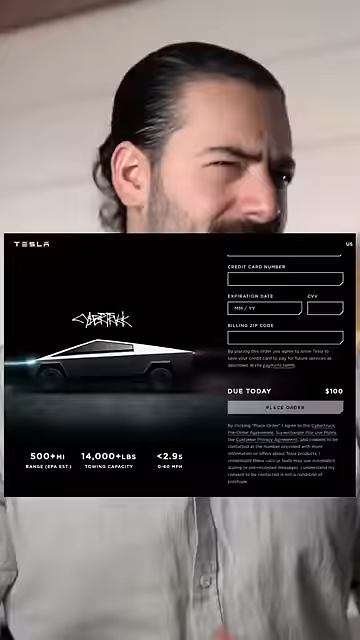 TESLA
US
CREDIT CARD NUMBER
EXPIRATION DATE
CVV
MM / YY
BILLING ZIP CODE
By placing this order you agree to allow Tesla to
save your credit card to pay for future services as
described in the payment terms.
CYBERTRUCK
DUE TODAY
$100
PLACE ORDER
By clicking "Place Order" I agree to the Cybertruck
Pre-Order Agreement,
the Customer Privacy Agreement, and consent to be
contacted at the number provided with more
information or offers about Tesla products. I
understand these calls or texts may use automated
dialing or pre-recorded messages. I understand my
consent to be contacted is not a condition of
purchase.
500+MI
14,000+LBS
<2.9s
RANGE (EPA EST.)
TOWING CAPACITY
0-60 MPH